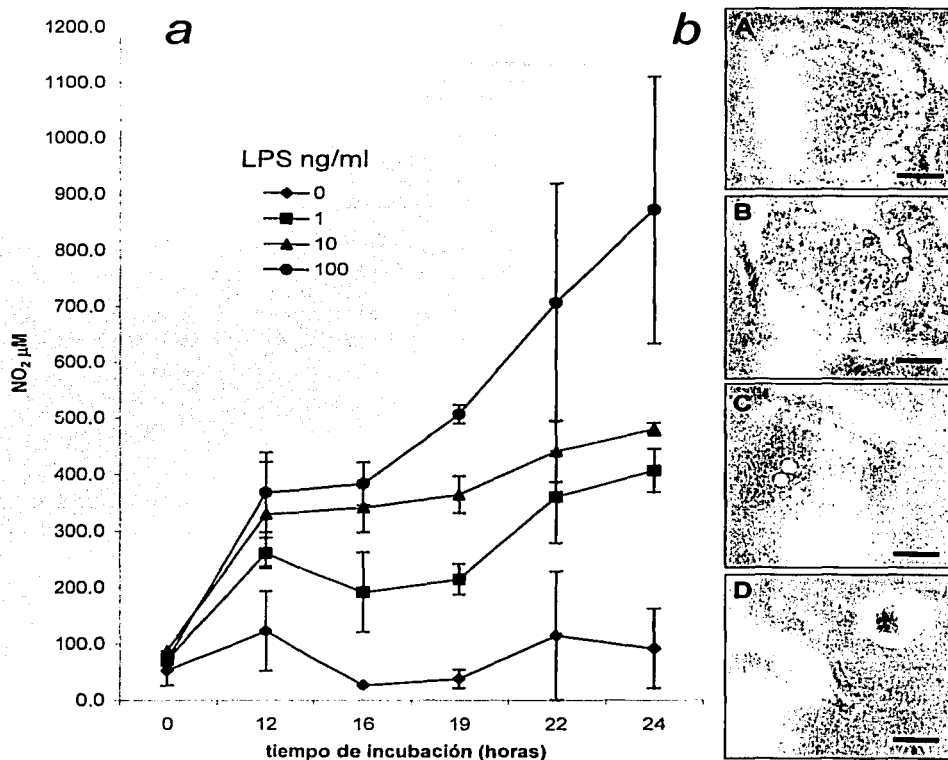 a
b
1200.0
1100.0
1000.0
900.0
800.0
700.0
600.0
500.0
400.0
300.0
200.0
100.0
0.0
NO₂ µM
LPS ng/ml
0
1
10
100
0 12 16 19 22 24
tiempo de incubación (horas)
A
B
C
D